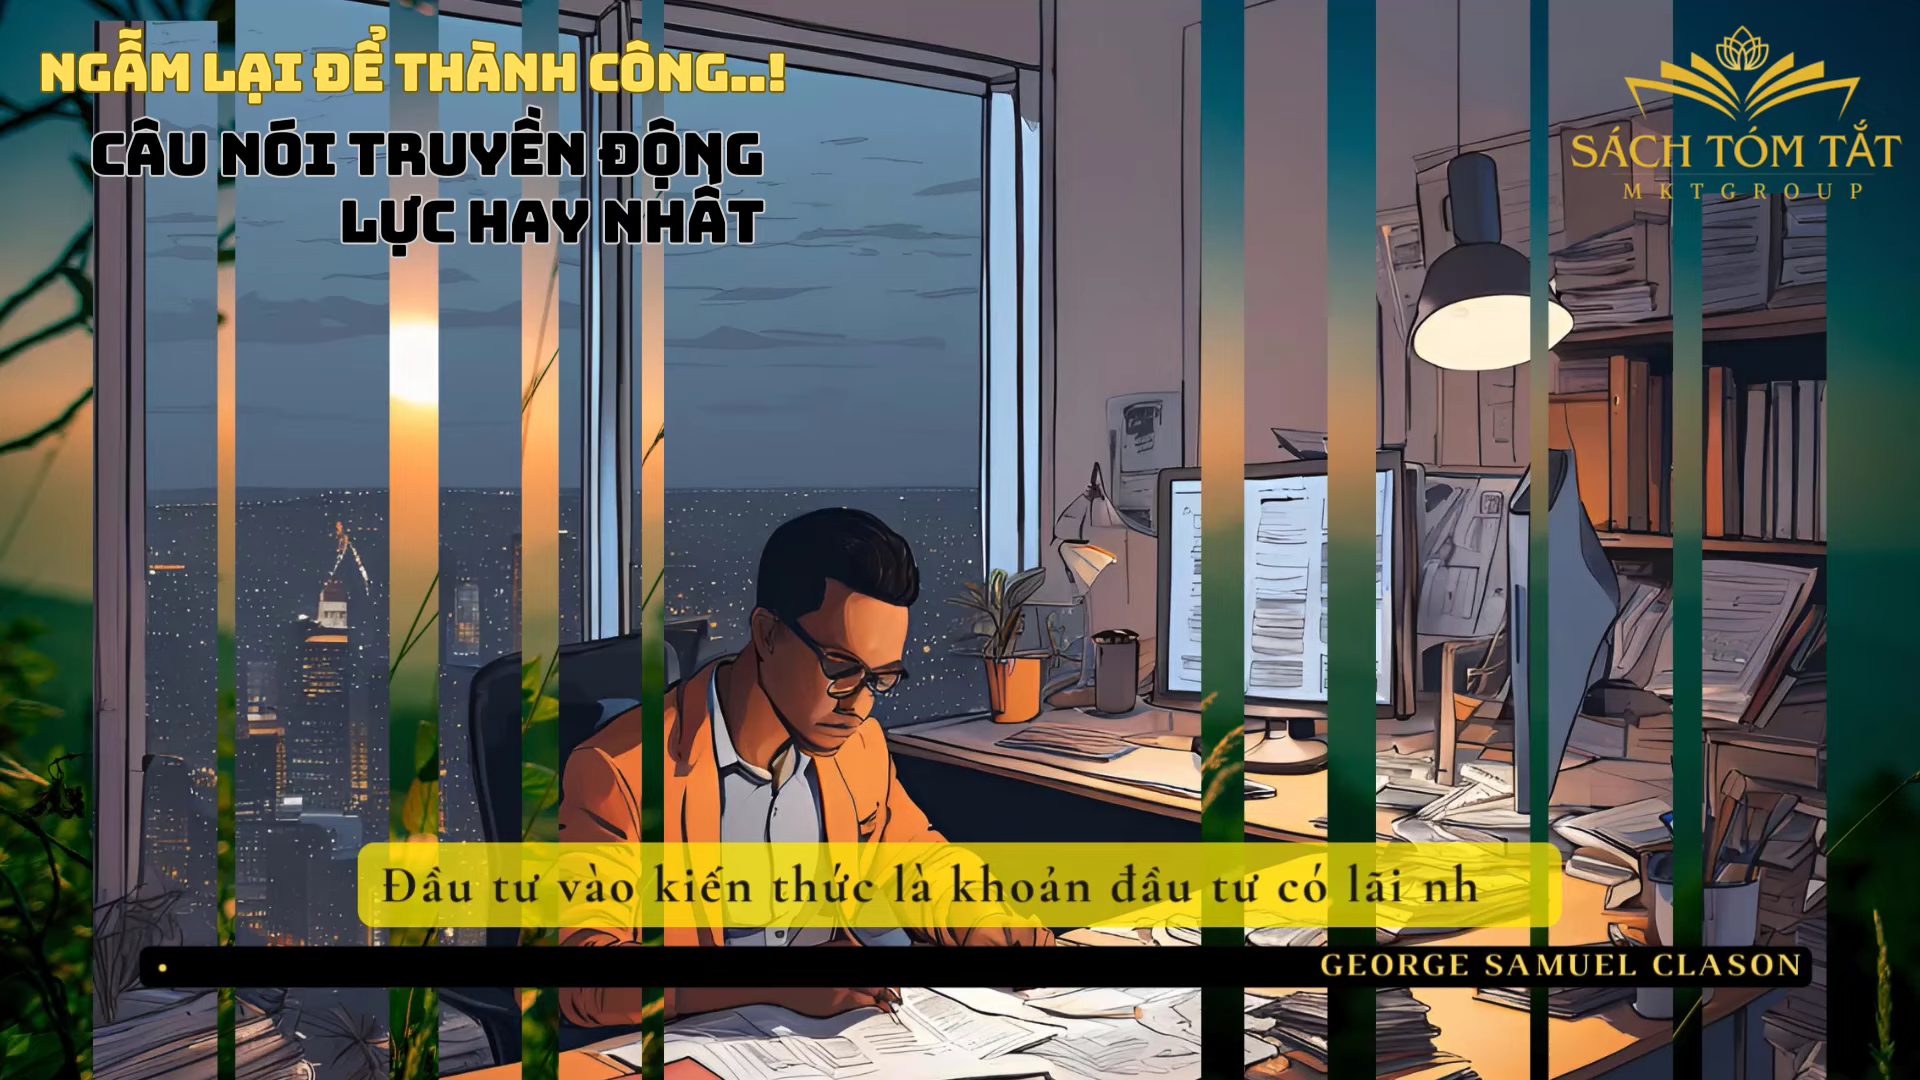 NGẪM LẠI ĐỂ THÀNH CÔNG..!
CÂU NÓI TRUYỀN ĐỘNG
LỰC HAY NHẤT
SÁCH TÓM TẮT
MKTGROUP
Đầu tư vào kiến thức là khoản đầu tư có lãi nh
GEORGE SAMUEL CLASON